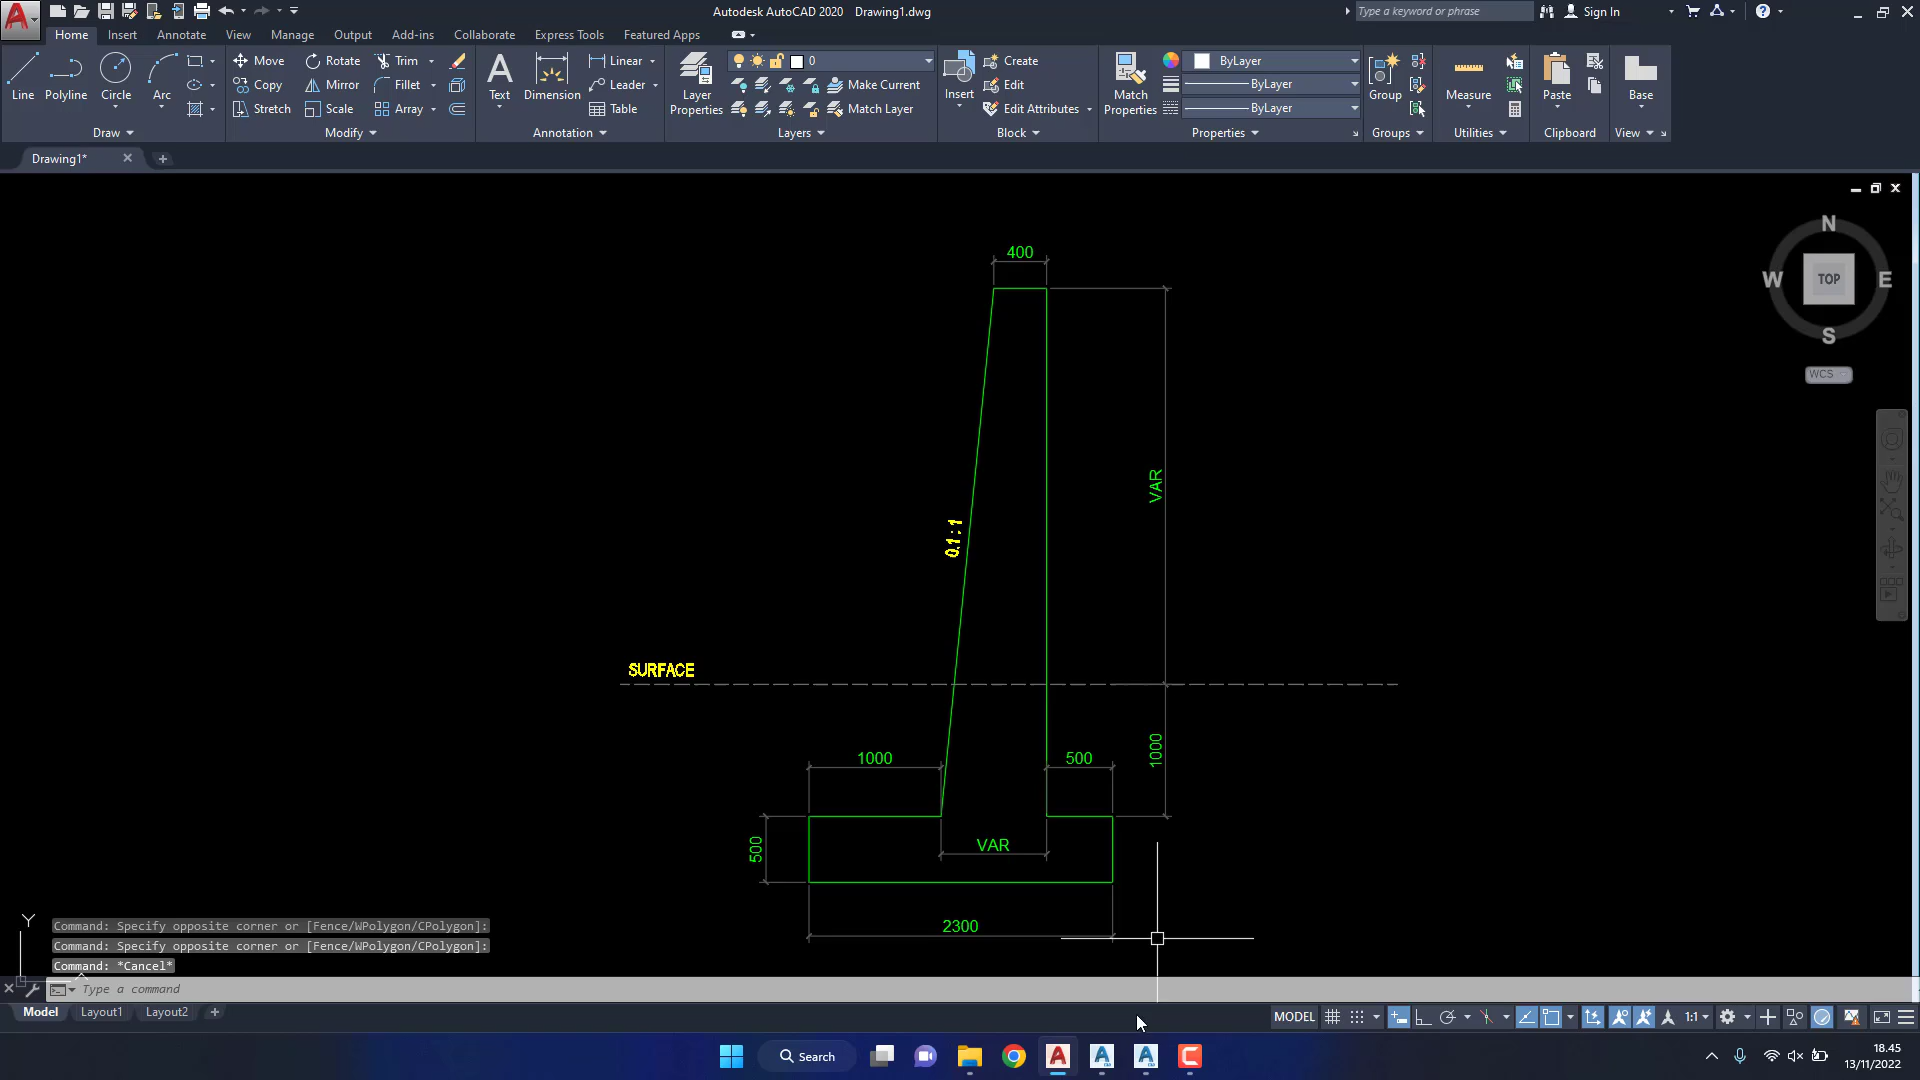 Autodesk AutoCAD 2020 Drawing1.dwg
Type a keyword or phrase
Sign In
Home Insert Annotate View Manage Output Add-ins Collaborate Express Tools Featured Apps
Line Polyline Circle Arc
Move Rotate Trim
Copy Mirror Fillet
Stretch Scale Array
Text Dimension
Linear
Leader
Table
Layer Properties
0
Make Current
Match Layer
Insert
Create
Edit
Edit Attributes
Match Properties
ByLayer
ByLayer
ByLayer
Group
Measure
Paste
Base
Draw Modify Annotation Layers Block Properties Groups Utilities Clipboard View
Drawing1*
N
W TOP E
S
WCS
400
VAR
0.1 : 1
SURFACE
1000
500
1000
500
VAR
2300
Y
Command: Specify opposite corner or [Fence/WPolygon/CPolygon]:
Command: Specify opposite corner or [Fence/WPolygon/CPolygon]:
Command: *Cancel*
Type a command
Model Layout1 Layout2
MODEL
1:1
Search
18.45
13/11/2022